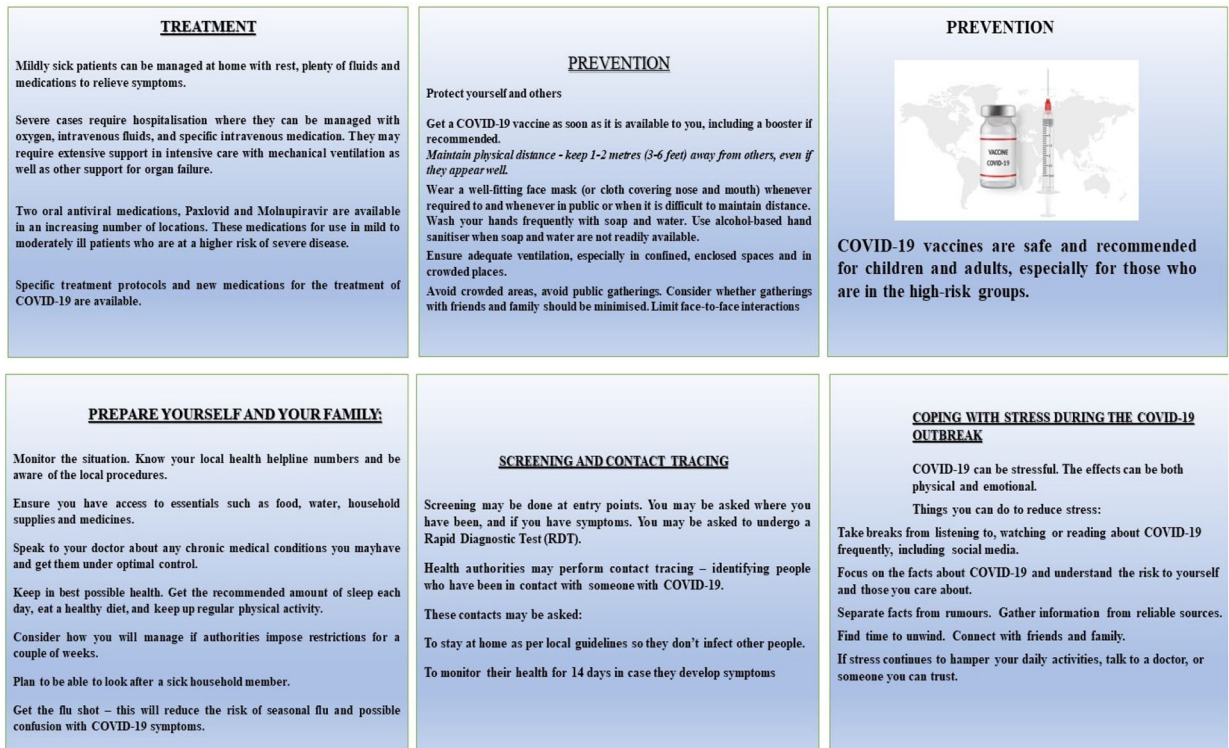 TREATMENT
Mildly sick patients can be managed at home with rest, plenty of fluids and
medications to relieve symptoms.
Severe cases require hospitalisation where they can be managed with
oxygen, intravenous fluids, and specific intravenous medication. They may
require extensive support in intensive care with mechanical ventilation as
well as other support for organ failure.
Two oral antiviral medications, Paxlovid and Molnupiravir are available
in an increasing number of locations. These medications for use in mild to
moderately ill patients who are at a higher risk of severe disease.
Specific treatment protocols and new medications for the treatment of
COVID-19 are available.
PREVENTION
Protect yourself and others
Get a COVID-19 vaccine as soon as it is available to you, including a booster if
recommended.
Maintain physical distance - keep 1-2 metres (3-6 feet) away from others, even if
they appear well.
Wear a well-fitting face mask (or cloth covering nose and mouth) whenever
required to and whenever in public or when it is difficult to maintain distance.
Wash your hands frequently with soap and water. Use alcohol-based hand
sanitiser when soap and water are not readily available.
Ensure adequate ventilation, especially in confined, enclosed spaces and in
crowded places.
Avoid crowded areas, avoid public gatherings. Consider whether gatherings
with friends and family should be minimised. Limit face-to-face interactions
PREVENTION
VACCINE
COVID-19
COVID-19 vaccines are safe and recommended
for children and adults, especially for those who
are in the high-risk groups.
PREPARE YOURSELF AND YOUR FAMILY:
Monitor the situation. Know your local health helpline numbers and be
aware of the local procedures.
Ensure you have access to essentials such as food, water, household
supplies and medicines.
Speak to your doctor about any chronic medical conditions you mayhave
and get them under optimal control.
Keep in best possible health. Get the recommended amount of sleep each
day, eat a healthy diet, and keep up regular physical activity.
Consider how you will manage if authorities impose restrictions for a
couple of weeks.
Plan to be able to look after a sick household member.
Get the flu shot – this will reduce the risk of seasonal flu and possible
confusion with COVID-19 symptoms.
SCREENING AND CONTACT TRACING
Screening may be done at entry points. You may be asked where you
have been, and if you have symptoms. You may be asked to undergo a
Rapid Diagnostic Test (RDT).
Health authorities may perform contact tracing – identifying people
who have been in contact with someone with COVID-19.
These contacts may be asked:
To stay at home as per local guidelines so they don't infect other people.
To monitor their health for 14 days in case they develop symptoms
COPING WITH STRESS DURING THE COVID-19
OUTBREAK
COVID-19 can be stressful. The effects can be both
physical and emotional.
Things you can do to reduce stress:
Take breaks from listening to, watching or reading about COVID-19
frequently, including social media.
Focus on the facts about COVID-19 and understand the risk to yourself
and those you care about.
Separate facts from rumours. Gather information from reliable sources.
Find time to unwind. Connect with friends and family.
If stress continues to hamper your daily activities, talk to a doctor, or
someone you can trust.